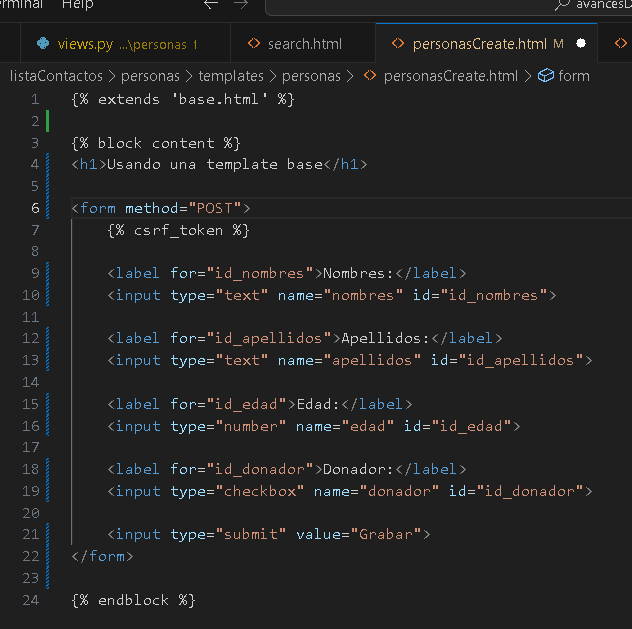 rminal Help
avancesD
views.py ...\personas 1
search.html
personasCreate.html M
listaContactos > personas > templates > personas > personasCreate.html > form
1 {% extends 'base.html' %}
2
3 {% block content %}
4 <h1>Usando una template base</h1>
5
6 <form method="POST">
7 {% csrf_token %}
8
9 <label for="id_nombres">Nombres:</label>
10 <input type="text" name="nombres" id="id_nombres">
11
12 <label for="id_apellidos">Apellidos:</label>
13 <input type="text" name="apellidos" id="id_apellidos">
14
15 <label for="id_edad">Edad:</label>
16 <input type="number" name="edad" id="id_edad">
17
18 <label for="id_donador">Donador:</label>
19 <input type="checkbox" name="donador" id="id_donador">
20
21 <input type="submit" value="Grabar">
22 </form>
23
24 {% endblock %}